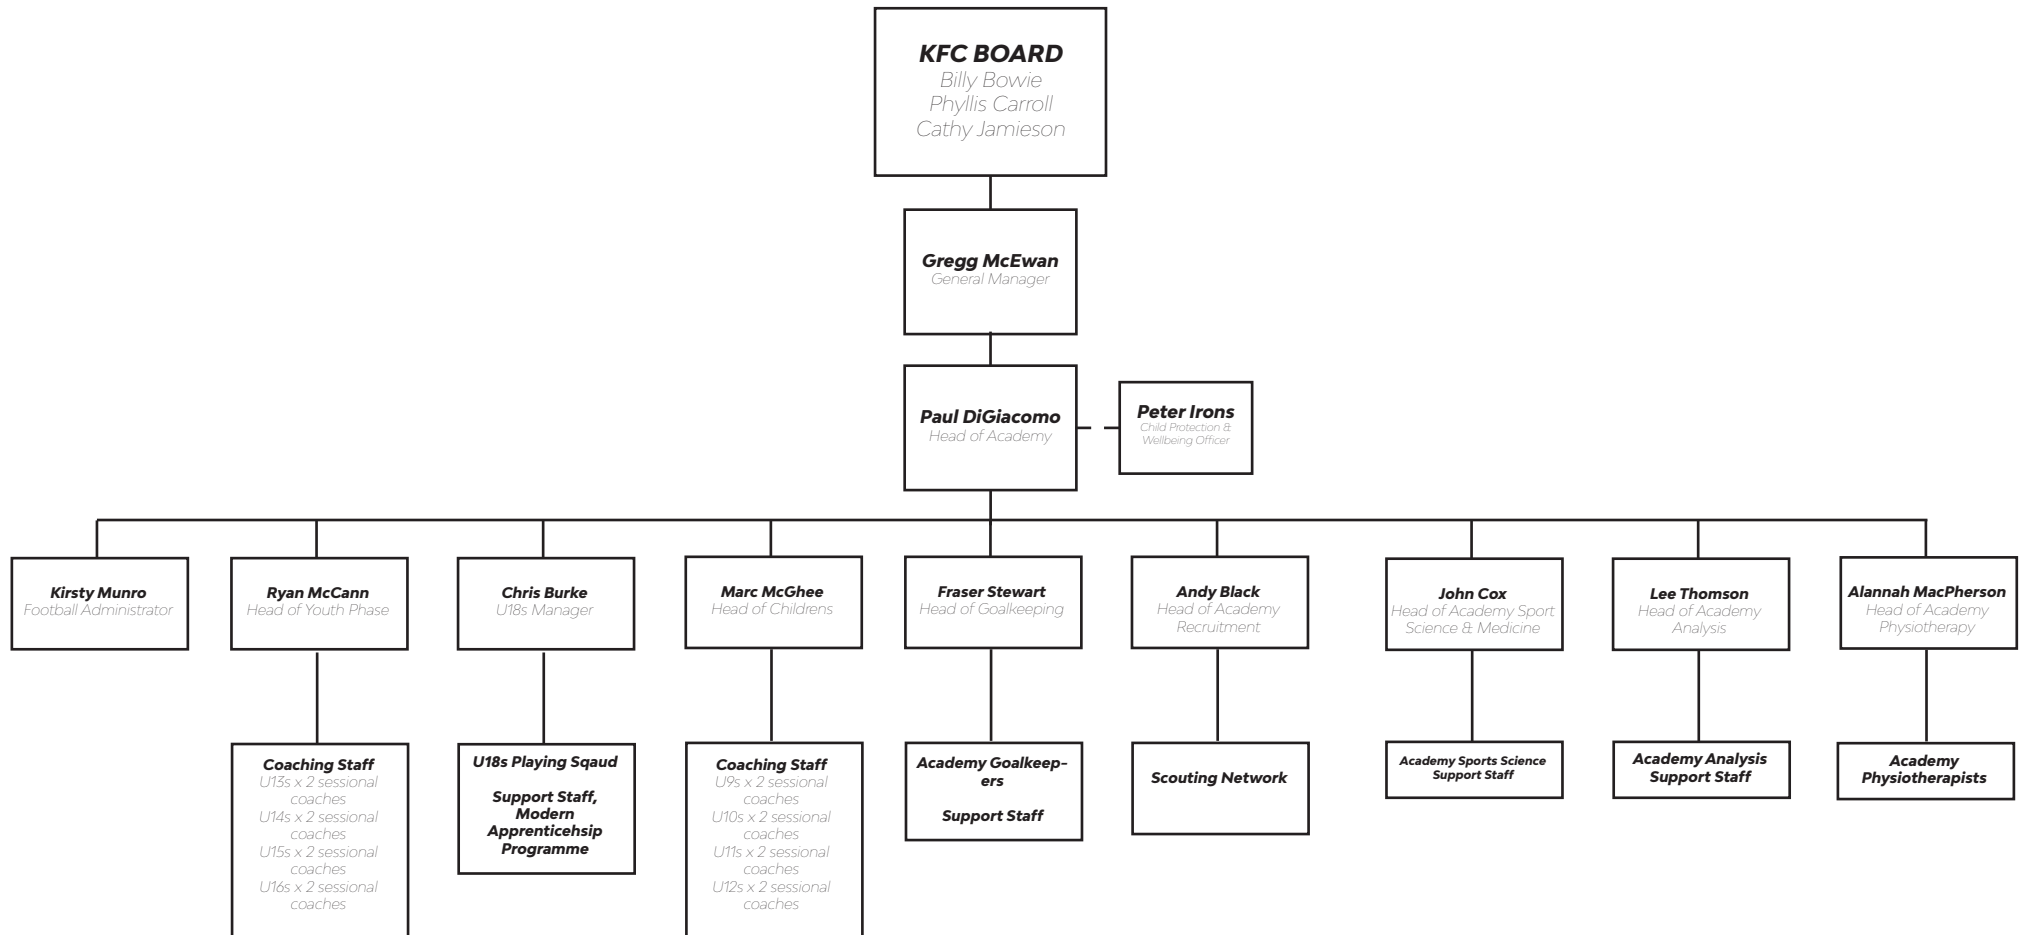 KFC BOARD
Billy Bowie
Phyllis Carroll
Cathy Jamieson
Gregg McEwan
General Manager
Paul DiGiacomo
Head of Academy
Peter Irons
Child Protection &
Wellbeing Officer
Kirsty Munro
Football Administrator
Ryan McCann
Head of Youth Phase
Chris Burke
U18s Manager
Marc McGhee
Head of Childrens
Fraser Stewart
Head of Goalkeeping
Andy Black
Head of Academy
Recruitment
John Cox
Head of Academy Sport
Science & Medicine
Lee Thomson
Head of Academy
Analysis
Alannah MacPherson
Head of Academy
Physiotherapy
Coaching Staff
U13s x 2 sessional
coaches
U14s x 2 sessional
coaches
U15s x 2 sessional
coaches
U16s x 2 sessional
coaches
U18s Playing Sqaud
Support Staff,
Modern
Apprenticehsip
Programme
Coaching Staff
U9s x 2 sessional
coaches
U10s x 2 sessional
coaches
U11s x 2 sessional
coaches
U12s x 2 sessional
coaches
Academy Goalkeep-
ers
Support Staff
Scouting Network
Academy Sports Science
Support Staff
Academy Analysis
Support Staff
Academy
Physiotherapists